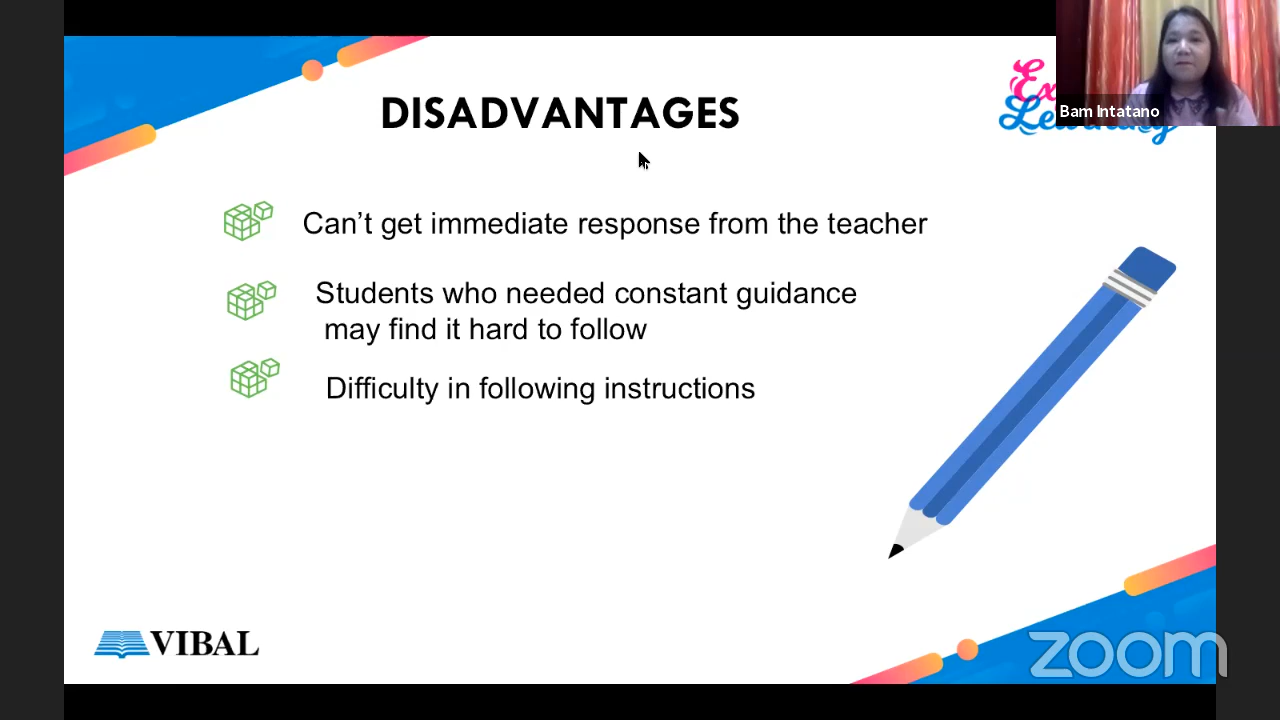 DISADVANTAGES
Bam Intatano
Can’t get immediate response from the teacher
Students who needed constant guidance
may find it hard to follow
Difficulty in following instructions
VIBAL
zoom